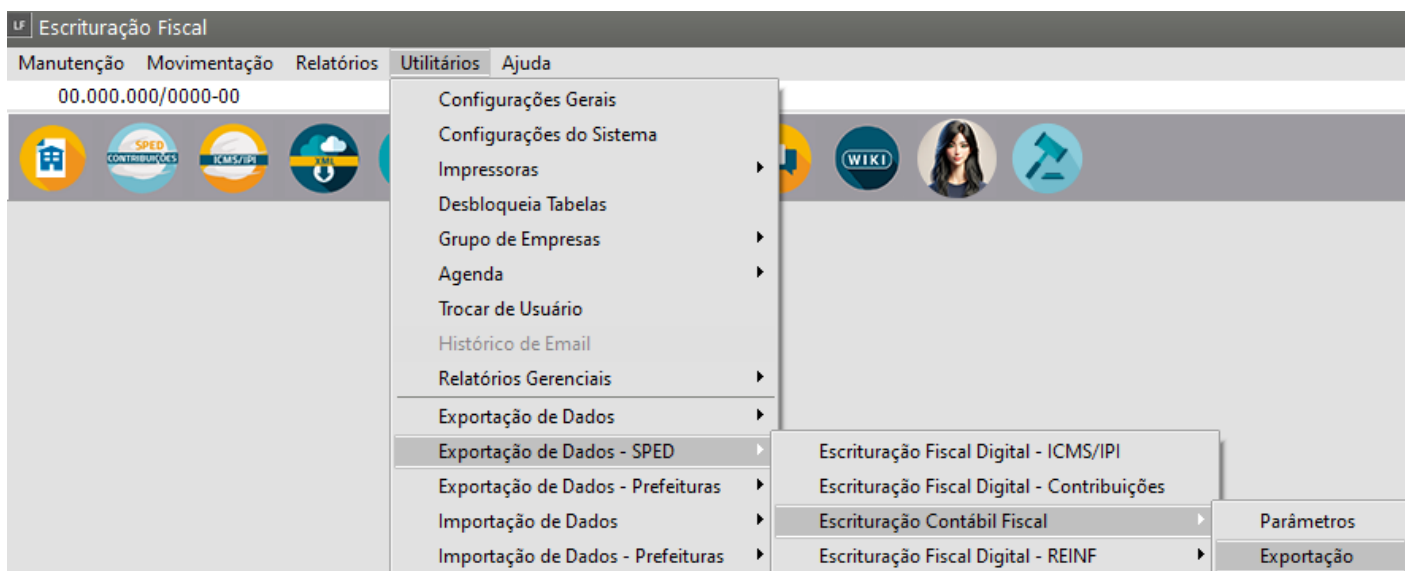 LF Escrituração Fiscal
Manutenção Movimentação Relatórios Utilitários Ajuda
00.000.000/0000-00
SPED CONTRIBUIÇÕES
ICMS/IPI
XML
WIKI
Configurações Gerais
Configurações do Sistema
Impressoras
Desbloqueia Tabelas
Grupo de Empresas
Agenda
Trocar de Usuário
Histórico de Email
Relatórios Gerenciais
Exportação de Dados
Exportação de Dados - SPED
Exportação de Dados - Prefeituras
Importação de Dados
Importação de Dados - Prefeituras
Escrituração Fiscal Digital - ICMS/IPI
Escrituração Fiscal Digital - Contribuições
Escrituração Contábil Fiscal
Escrituração Fiscal Digital - REINF
Parâmetros
Exportação